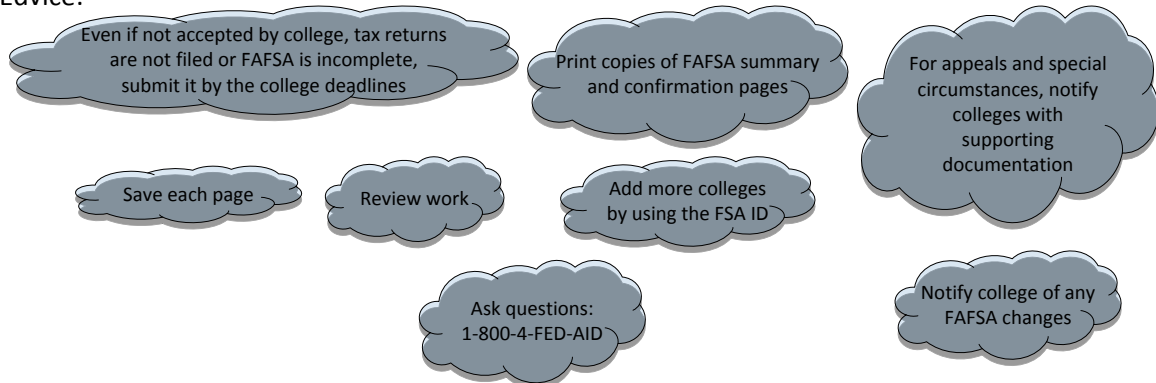 Edvice:
Even if not accepted by college, tax returns
are not filed or FAFSA is incomplete,
submit it by the college deadlines
Print copies of FAFSA summary
and confirmation pages
For appeals and special
circumstances, notify
colleges with
supporting
documentation
Save each page
Review work
Add more colleges
by using the FSA ID
Ask questions:
1-800-4-FED-AID
Notify college of any
FAFSA changes